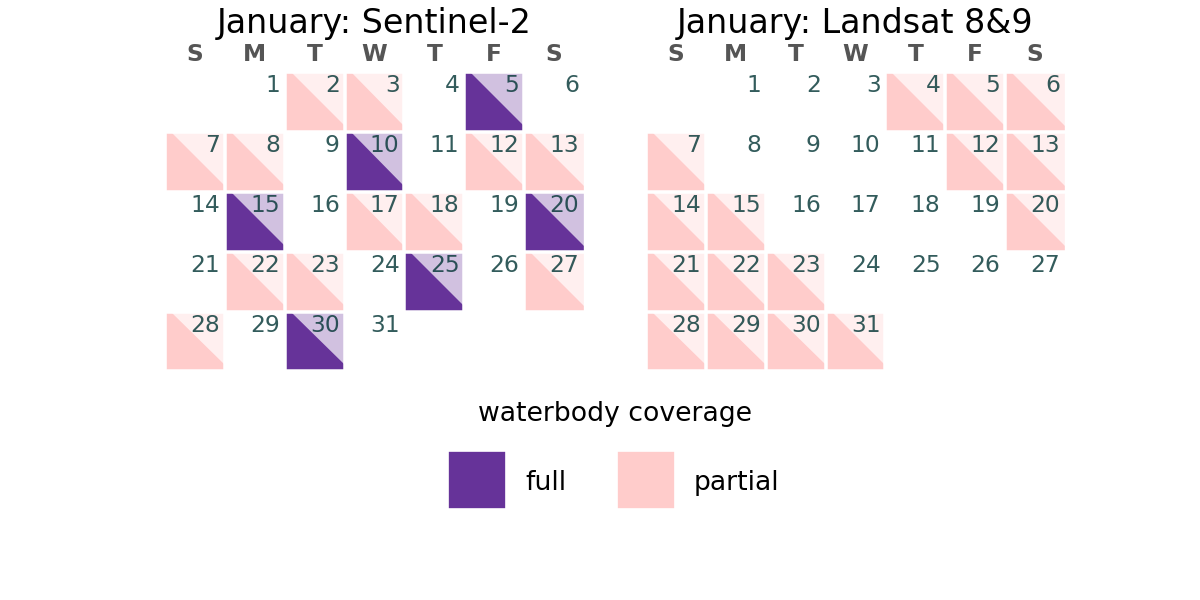 January: Sentinel-2
S M T W T F S
1 2 3 4 5 6
7 8 9 10 11 12 13
14 15 16 17 18 19 20
21 22 23 24 25 26 27
28 29 30 31
January: Landsat 8&9
S M T W T F S
1 2 3 4 5 6
7 8 9 10 11 12 13
14 15 16 17 18 19 20
21 22 23 24 25 26 27
28 29 30 31
waterbody coverage
full partial